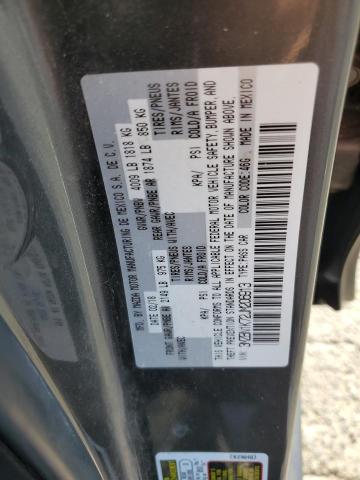 MFD. BY MAZDA MOTOR MANUFACTURING DE MEXICO S.A. DE C.V.
DATE: 02/18 GVWR/PNBV 4009 LB 1818 KG
FRONT GAWR/PNBE AV 2149 LB 975 KG REAR GAWR/PNBE AR 1874 LB 850 KG
WITH/AVEC TIRES/PNEUS WITH/AVEC TIRES/PNEUS
RIMS/JANTES RIMS/JANTES
KPA/ PSI COLD/A FROID KPA/ PSI COLD/A FROID
THIS VEHICLE CONFORMS TO ALL APPLICABLE FEDERAL MOTOR VEHICLE SAFETY, BUMPER, AND
THEFT PREVENTION STANDARDS IN EFFECT ON THE DATE OF MANUFACTURE SHOWN ABOVE.
TYPE: PASS CAR COLOR CODE: 46G MADE IN MEXICO